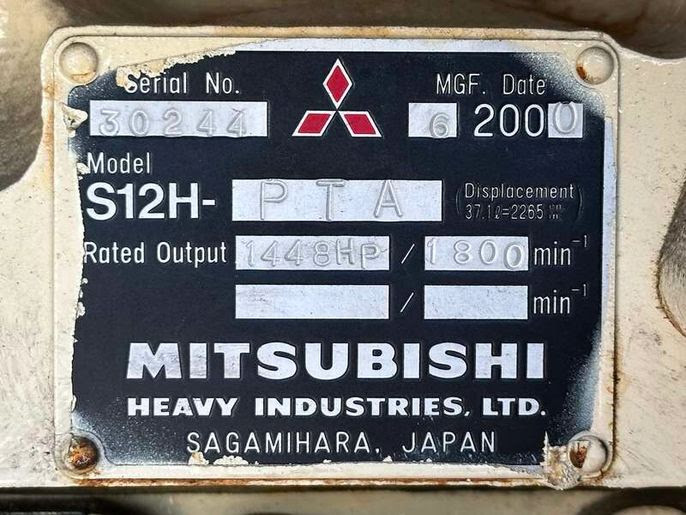 Serial No.
MGF. Date
30244
6 2000
Model
S12H-PTA
(Displacement
37.1ℓ=2265 in³)
Rated Output 1448HP / 1800 min⁻¹
/ min⁻¹
MITSUBISHI
HEAVY INDUSTRIES, LTD.
SAGAMIHARA, JAPAN